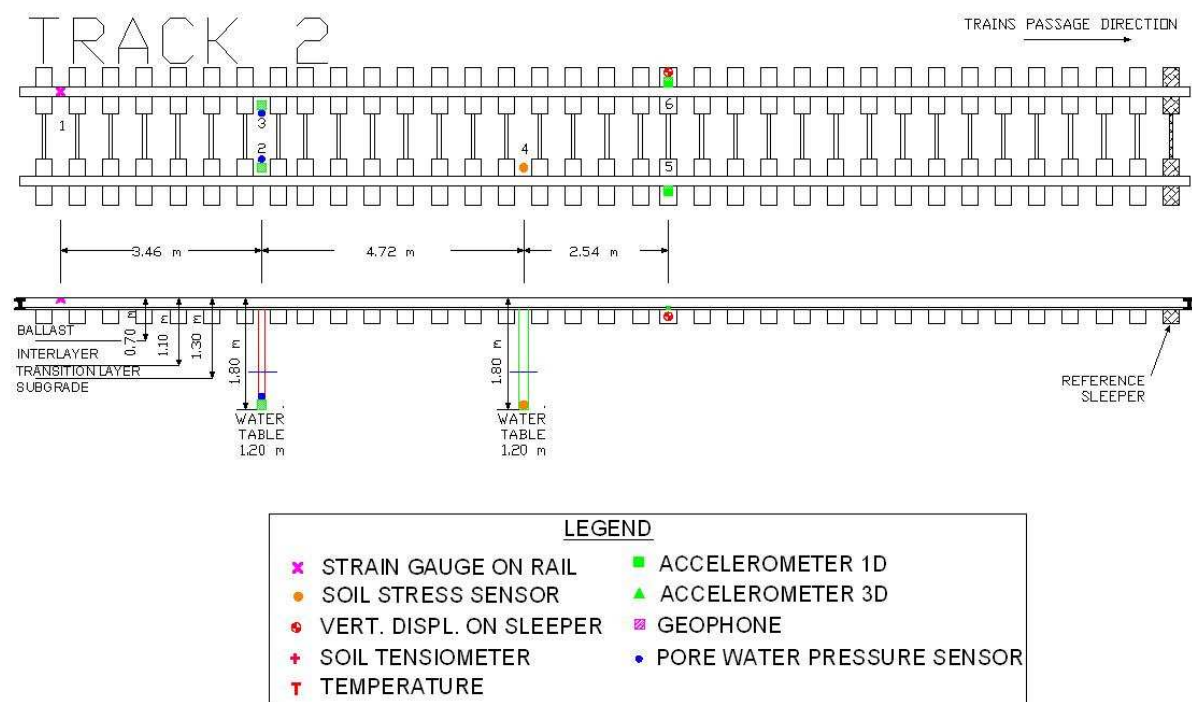 TRACK 2
TRAINS PASSAGE DIRECTION
1
3
2
4
6
5
3.46 m
4.72 m
2.54 m
BALLAST
INTERLAYER
TRANSITION LAYER
SUBGRADE
0.70 m
1.10 m
1.30 m
1.80 m
1.80 m
WATER
TABLE
1.20 m
WATER
TABLE
1.20 m
REFERENCE
SLEEPER
LEGEND
STRAIN GAUGE ON RAIL
SOIL STRESS SENSOR
VERT. DISPL. ON SLEEPER
SOIL TENSIOMETER
TEMPERATURE
ACCELEROMETER 1D
ACCELEROMETER 3D
GEOPHONE
PORE WATER PRESSURE SENSOR